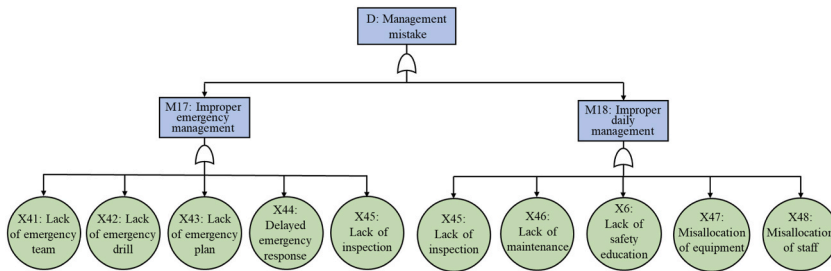 D: Management
mistake
M17: Improper
emergency
management
M18: Improper
daily
management
X41: Lack
of emergency
team
X42: Lack of
emergency
drill
X43: Lack
of emergency
plan
X44:
Delayed
emergency
response
X45:
Lack of
inspection
X45:
Lack of
inspection
X46:
Lack of
maintenance
X6:
Lack of
safety
education
X47:
Misallocation
of equipment
X48:
Misallocation
of staff